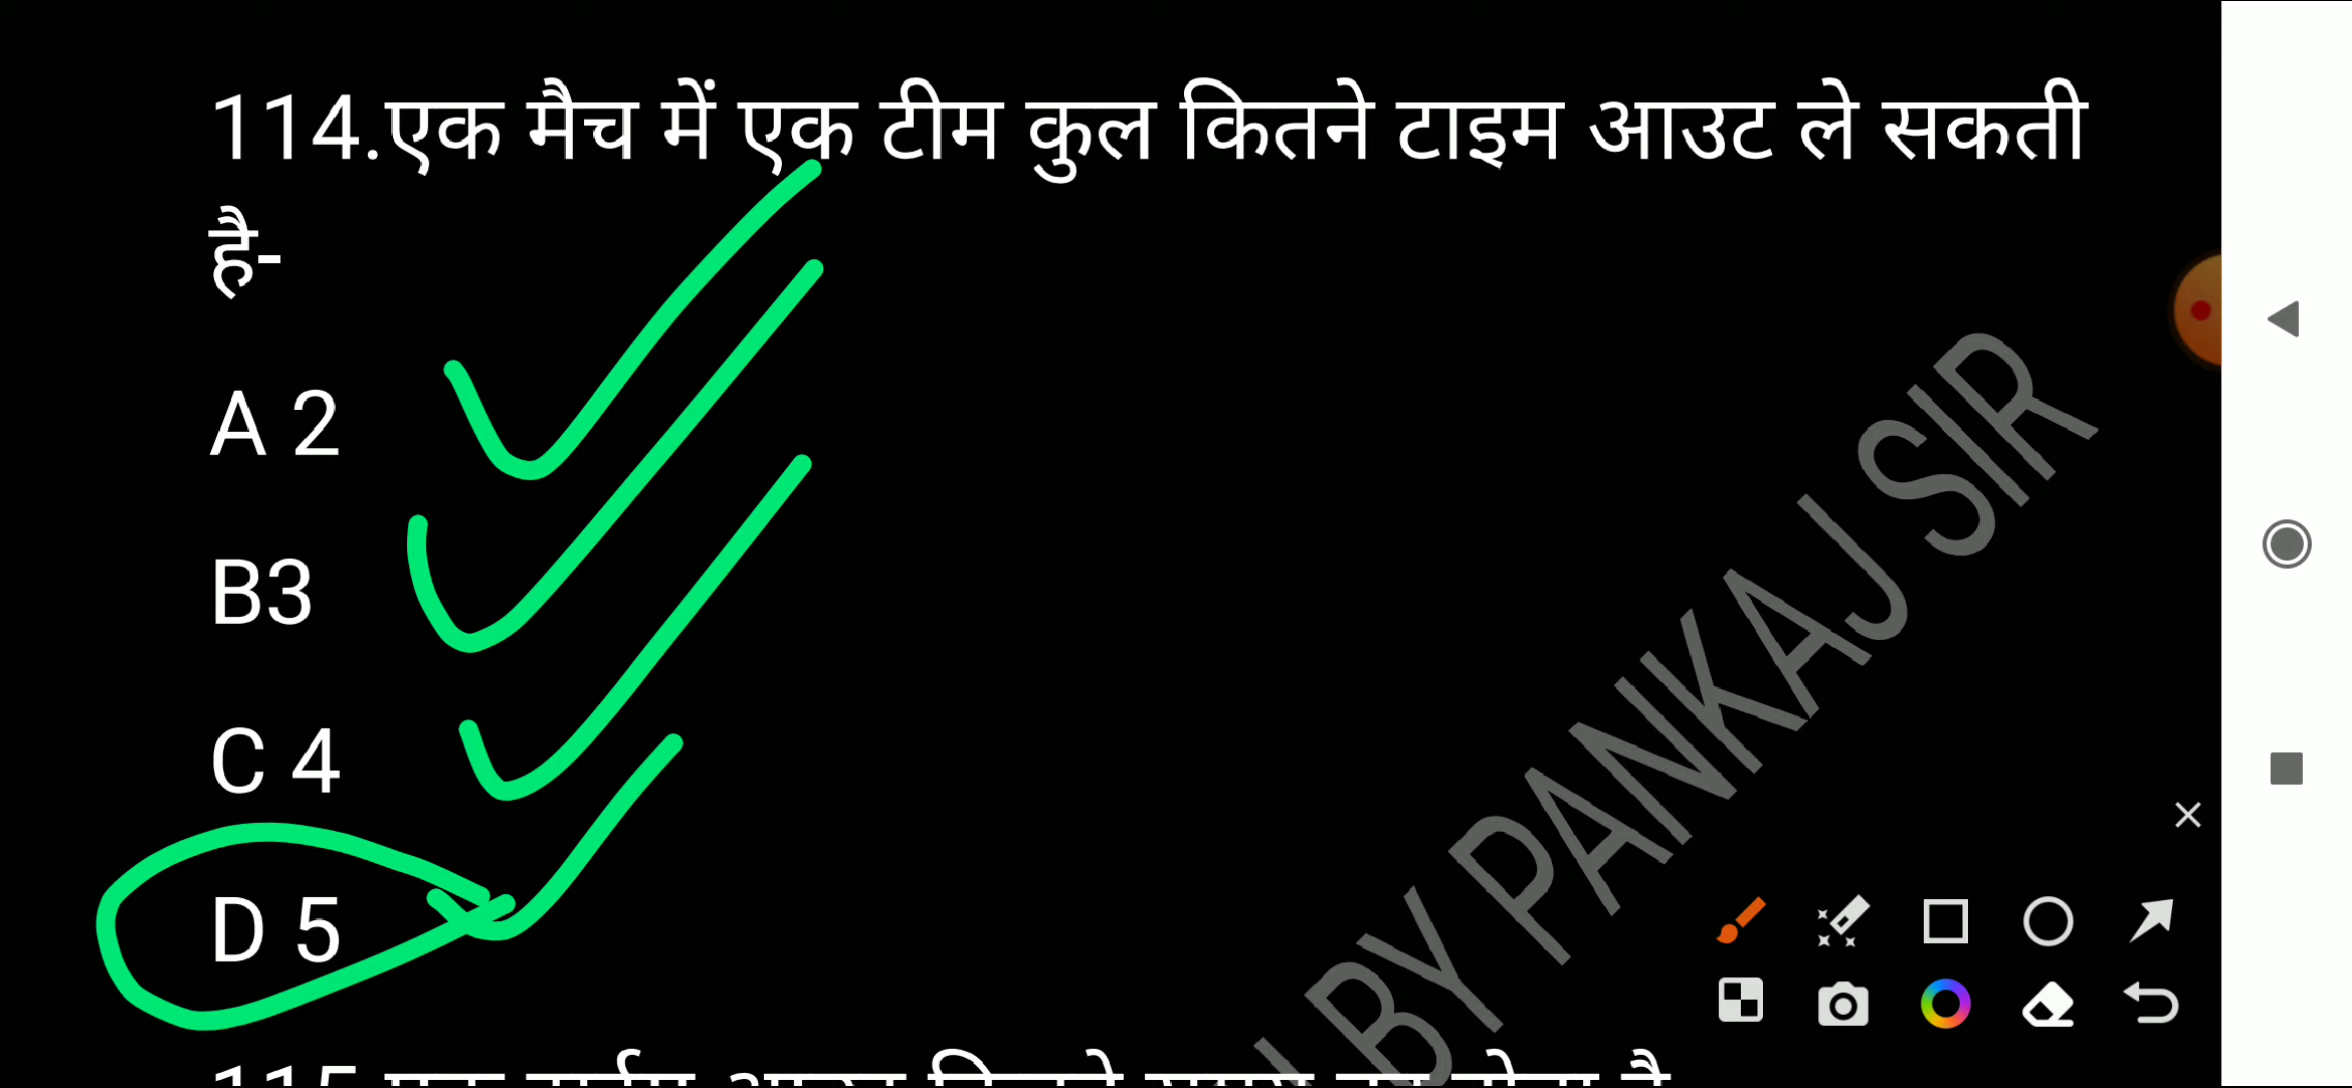 114.एक मैच में एक टीम कुल कितने टाइम आउट ले सकती
है-
A 2
B3
C 4
D 5
BY PANKAJ SIR